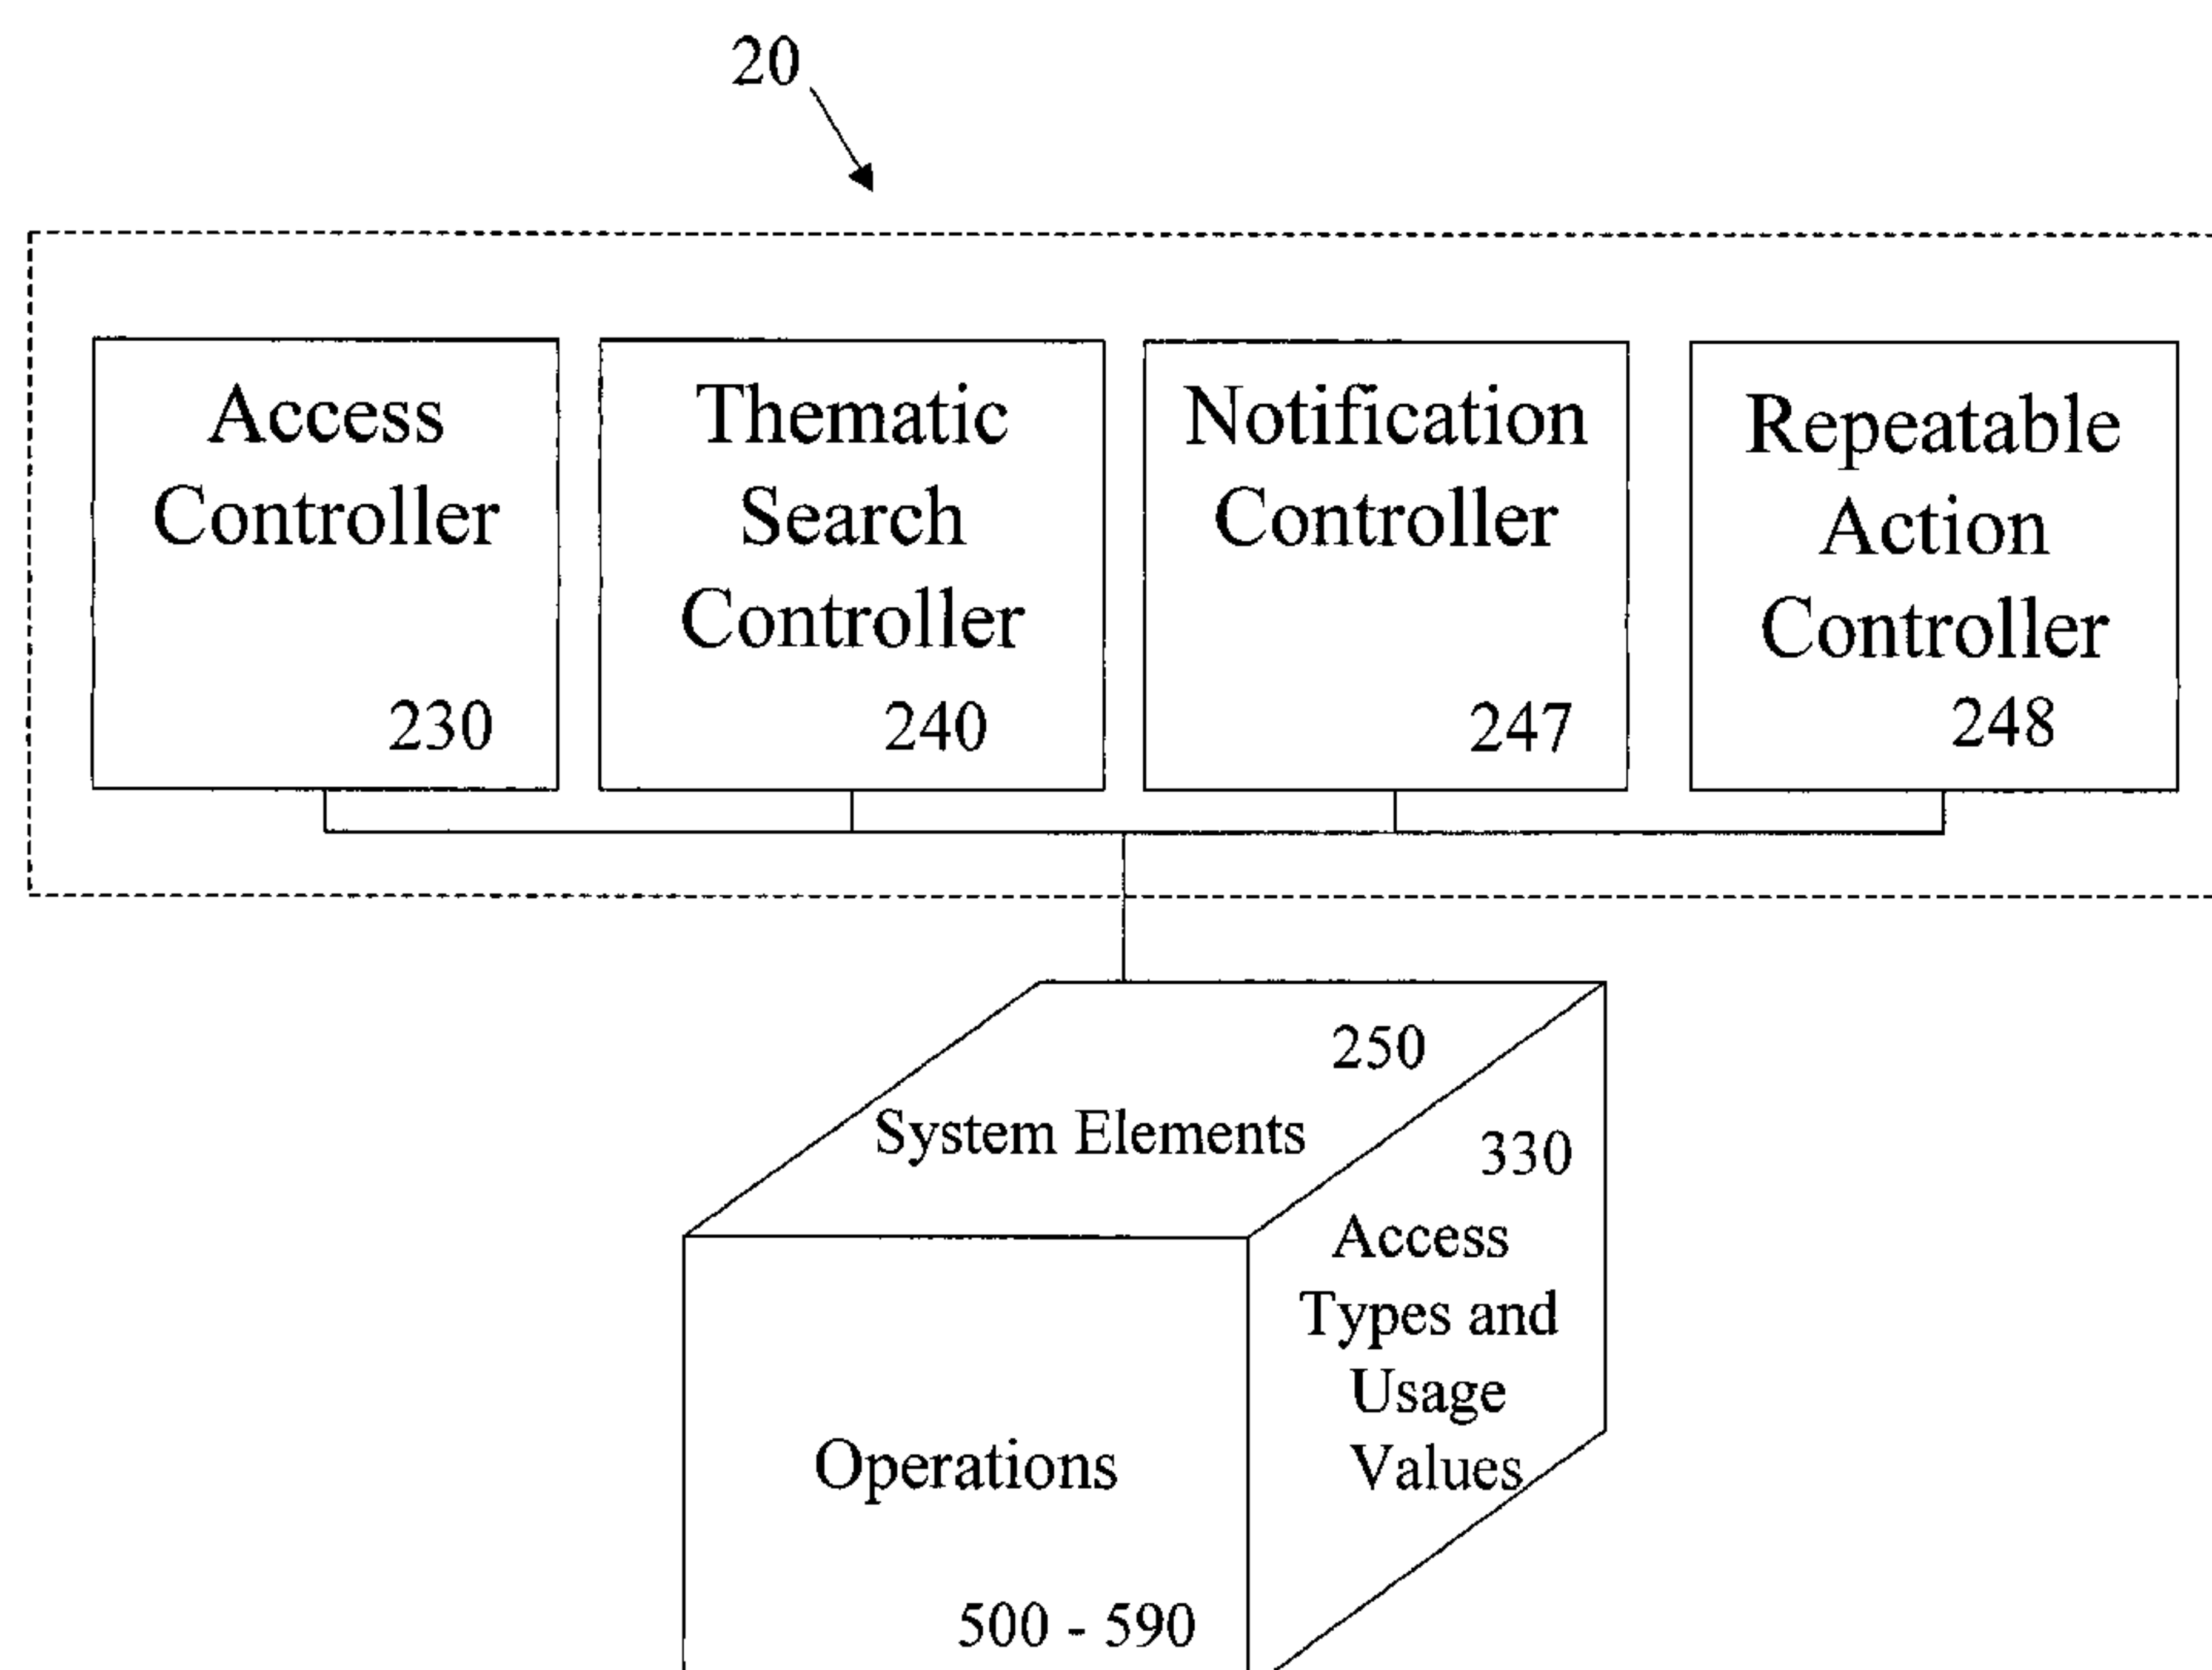 20
Access
Controller
230
Thematic
Search
Controller
240
Notification
Controller
247
Repeatable
Action
Controller
248
250
System Elements
330
Access
Types and
Usage
Values
Operations
500 - 590